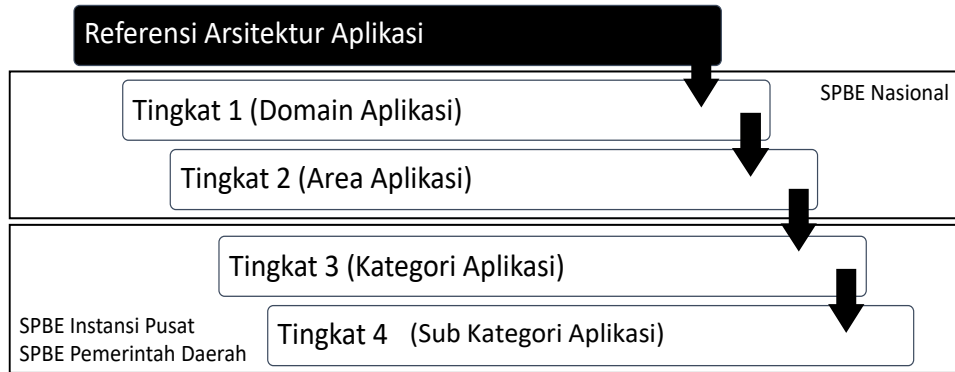 Referensi Arsitektur Aplikasi
SPBE Nasional
Tingkat 1 (Domain Aplikasi)
Tingkat 2 (Area Aplikasi)
Tingkat 3 (Kategori Aplikasi)
SPBE Instansi Pusat
SPBE Pemerintah Daerah
Tingkat 4 (Sub Kategori Aplikasi)